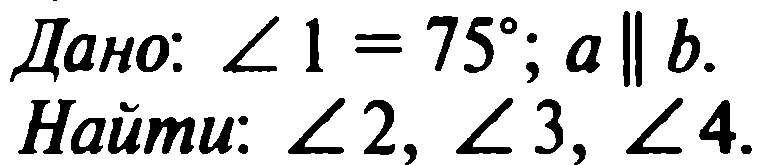 Дано: ∠1 = 75°; a ∥ b.
Найти: ∠2, ∠3, ∠4.